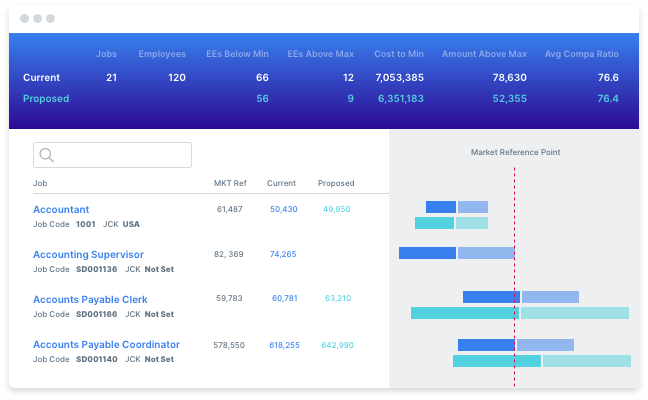 Jobs Employees EEs Below Min EEs Above Max Cost to Min Amount Above Max Avg Compa Ratio
Current 21 120 66 12 7,053,385 78,630 76.6
Proposed 56 9 6,351,183 52,355 76.4
Market Reference Point
Job MKT Ref Current Proposed
Accountant 61,487 50,430 49,950
Job Code 1001 JCK USA
Accounting Supervisor 82, 369 74,265
Job Code SD001136 JCK Not Set
Accounts Payable Clerk 59,783 60,781 63,210
Job Code SD001166 JCK Not Set
Accounts Payable Coordinator 578,550 618,255 642,990
Job Code SD001140 JCK Not Set